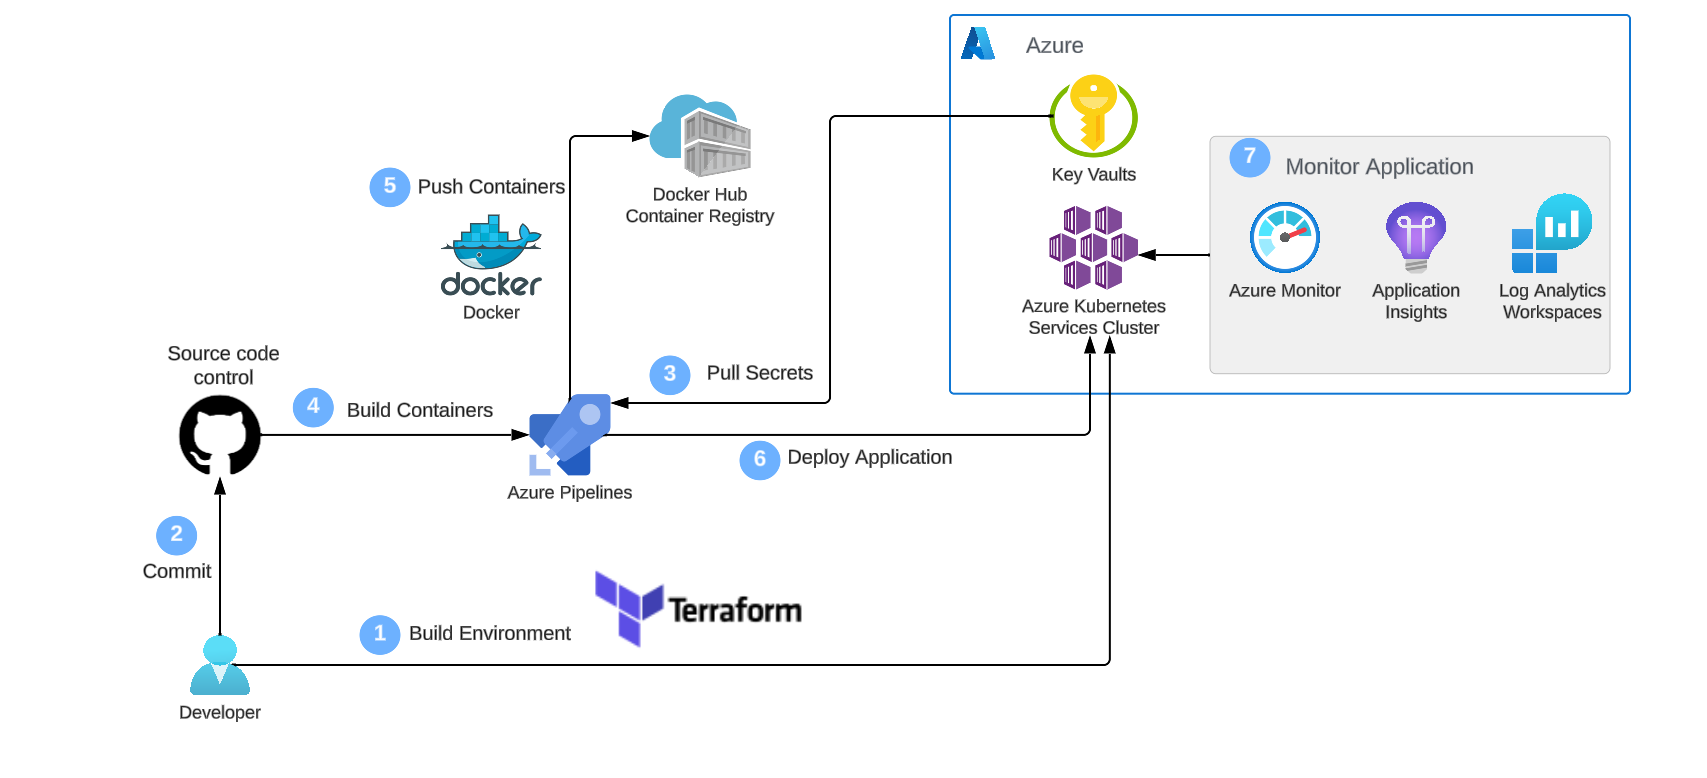 Azure
Key Vaults
7
Monitor Application
Azure Monitor
Application
Insights
Log Analytics
Workspaces
Azure Kubernetes
Services Cluster
Docker Hub
Container Registry
5
Push Containers
docker
Docker
3
Pull Secrets
Source code
control
4
Build Containers
Azure Pipelines
6
Deploy Application
2
Commit
1
Build Environment
Terraform
Developer